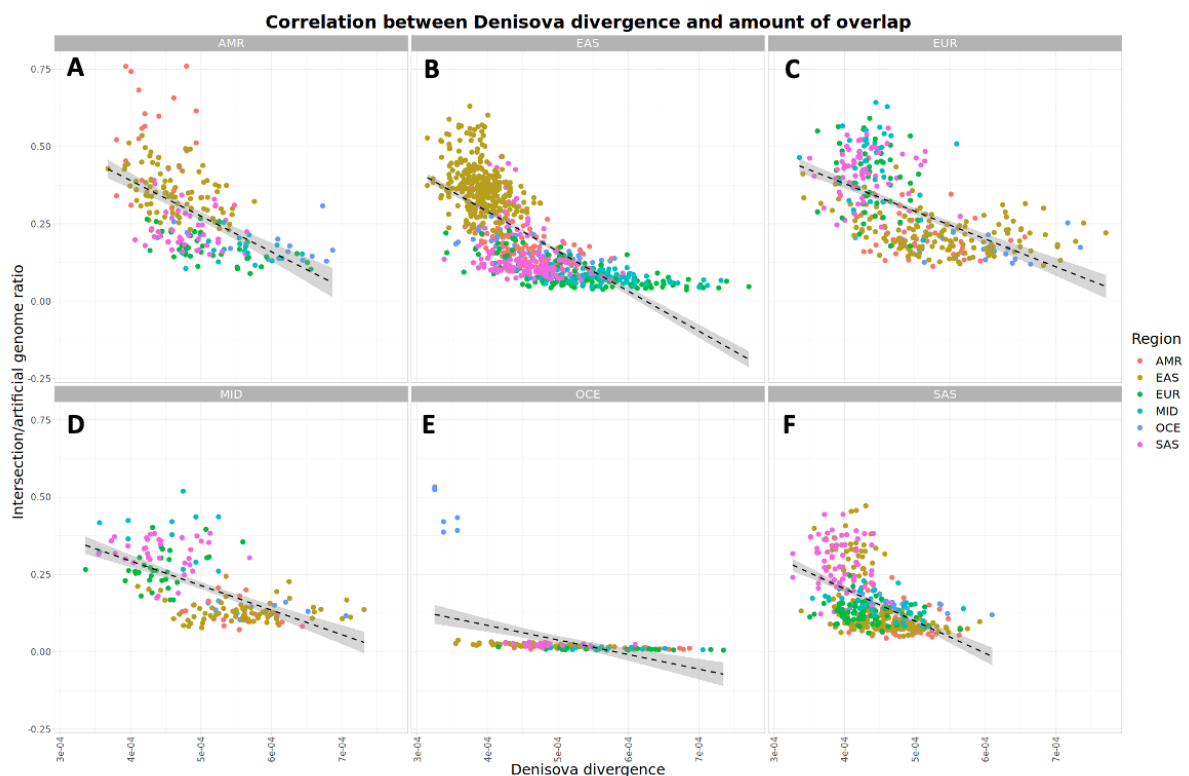 Correlation between Denisova divergence and amount of overlap
AMR
EAS
EUR
A
B
C
0.75
0.50
0.25
0.00
-0.25
MID
OCE
SAS
D
E
F
0.75
0.50
0.25
0.00
-0.25
Intersection/artificial genome ratio
3e-04
4e-04
5e-04
6e-04
7e-04
3e-04
4e-04
5e-04
6e-04
7e-04
3e-04
4e-04
5e-04
6e-04
7e-04
Denisova divergence
Region
AMR
EAS
EUR
MID
OCE
SAS